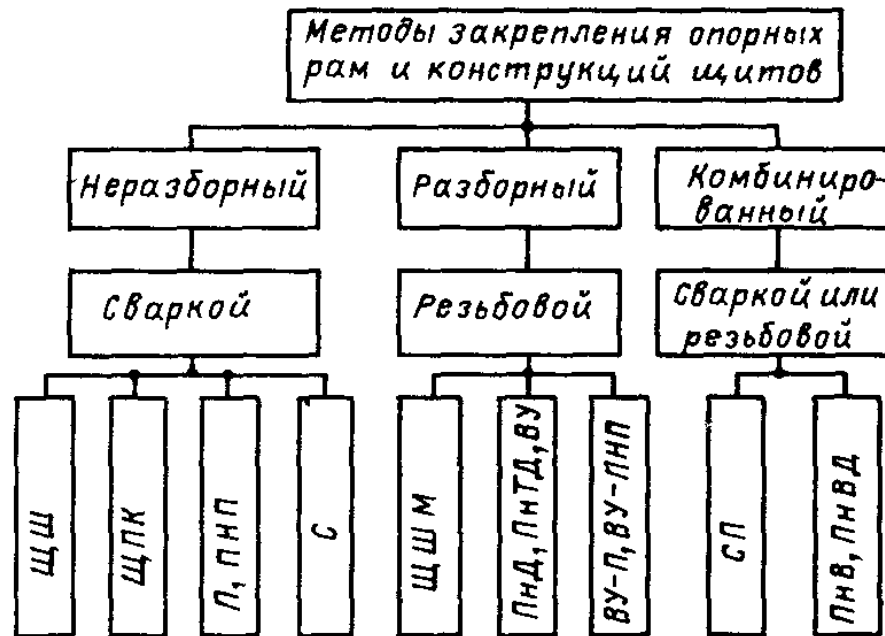 Методы закрепления опорных
рам и конструкций щитов
Неразборный
Разборный
Комбиниро-
ванный
Сваркой
Резьбовой
Сваркой или
резьбовой
ЩШ
ЩПК
П, ПНП
С
ЩШМ
ПнД, ПнТД, ВУ
ВУ-П, ВУ-ПНП
СП
ПнВ, ПнВД